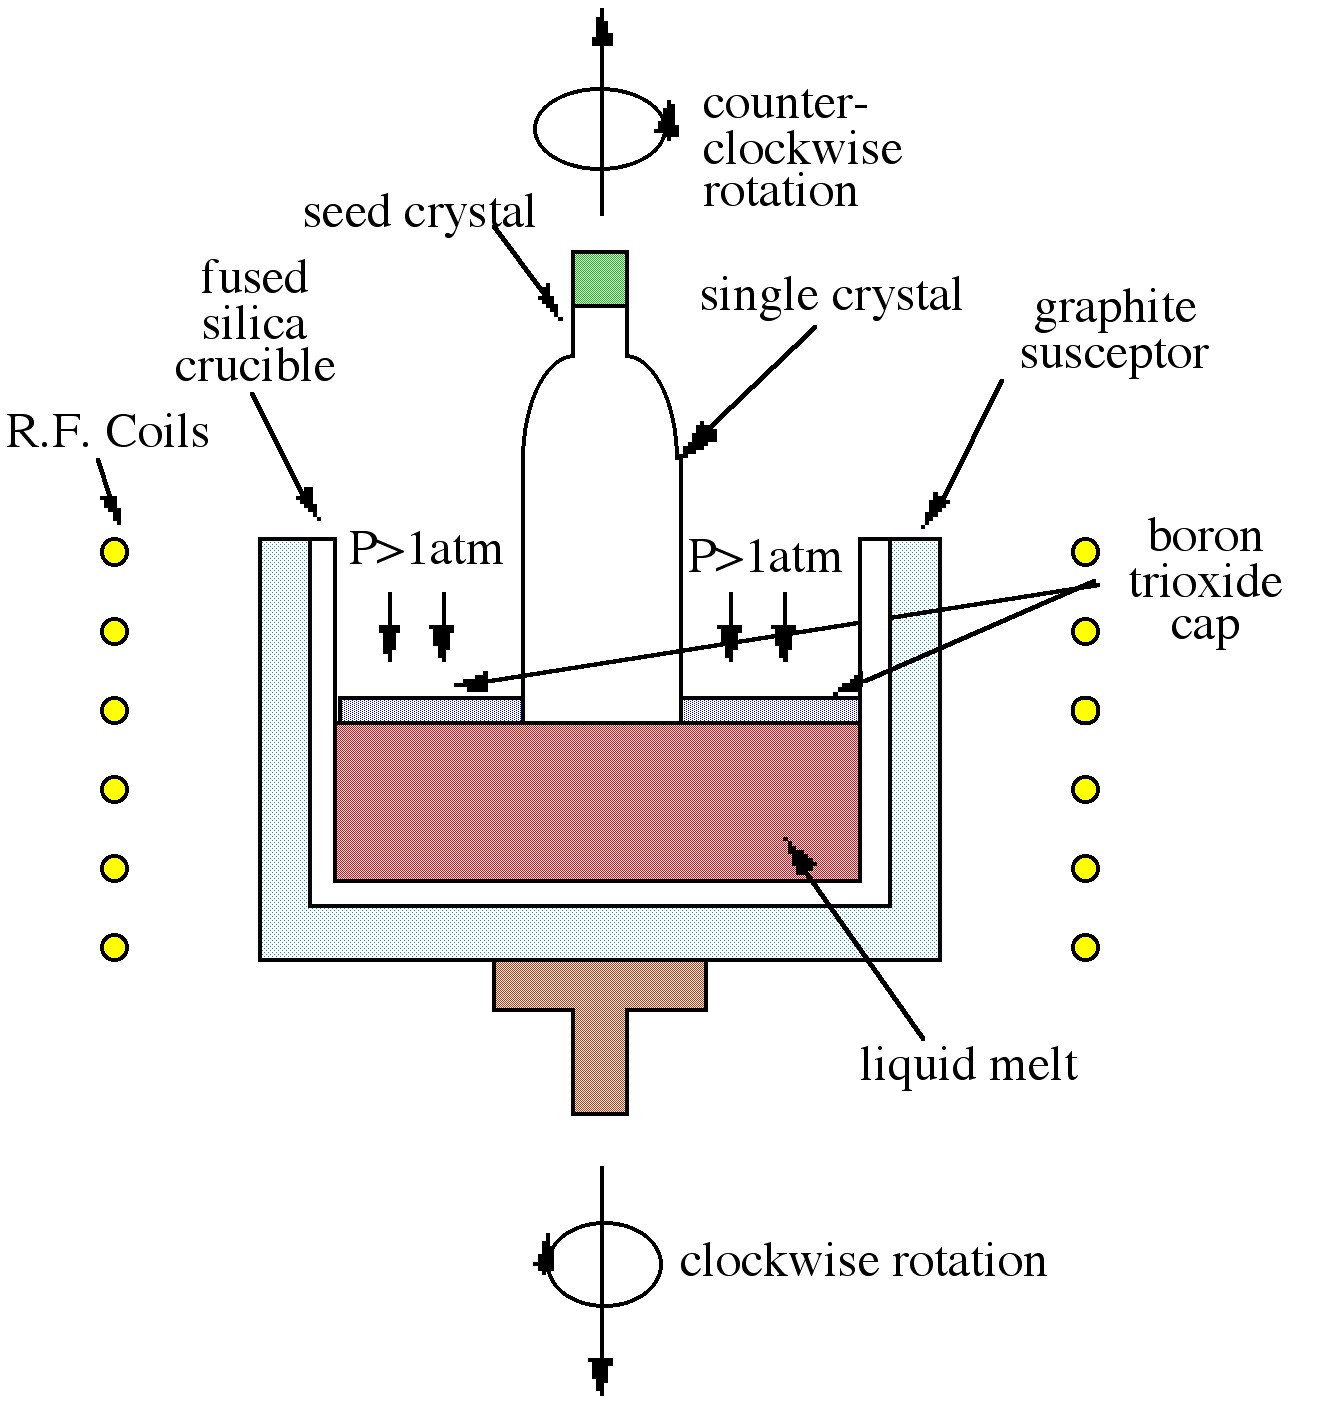 counter-
clockwise
rotation
seed crystal
fused
silica
crucible
single crystal
graphite
susceptor
R.F. Coils
P>1atm
P>1atm
boron
trioxide
cap
liquid melt
clockwise rotation